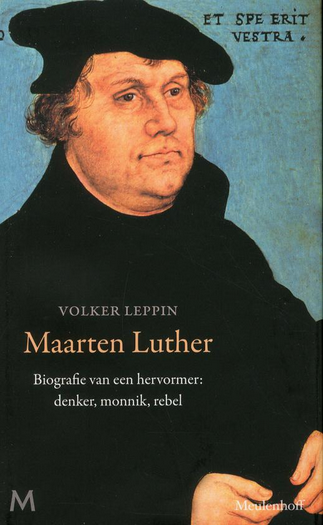 ET SPE ERIT
VESTRA.
VOLKER LEPPIN
Maarten Luther
Biografie van een hervormer:
denker, monnik, rebel
M
Meulenhoff